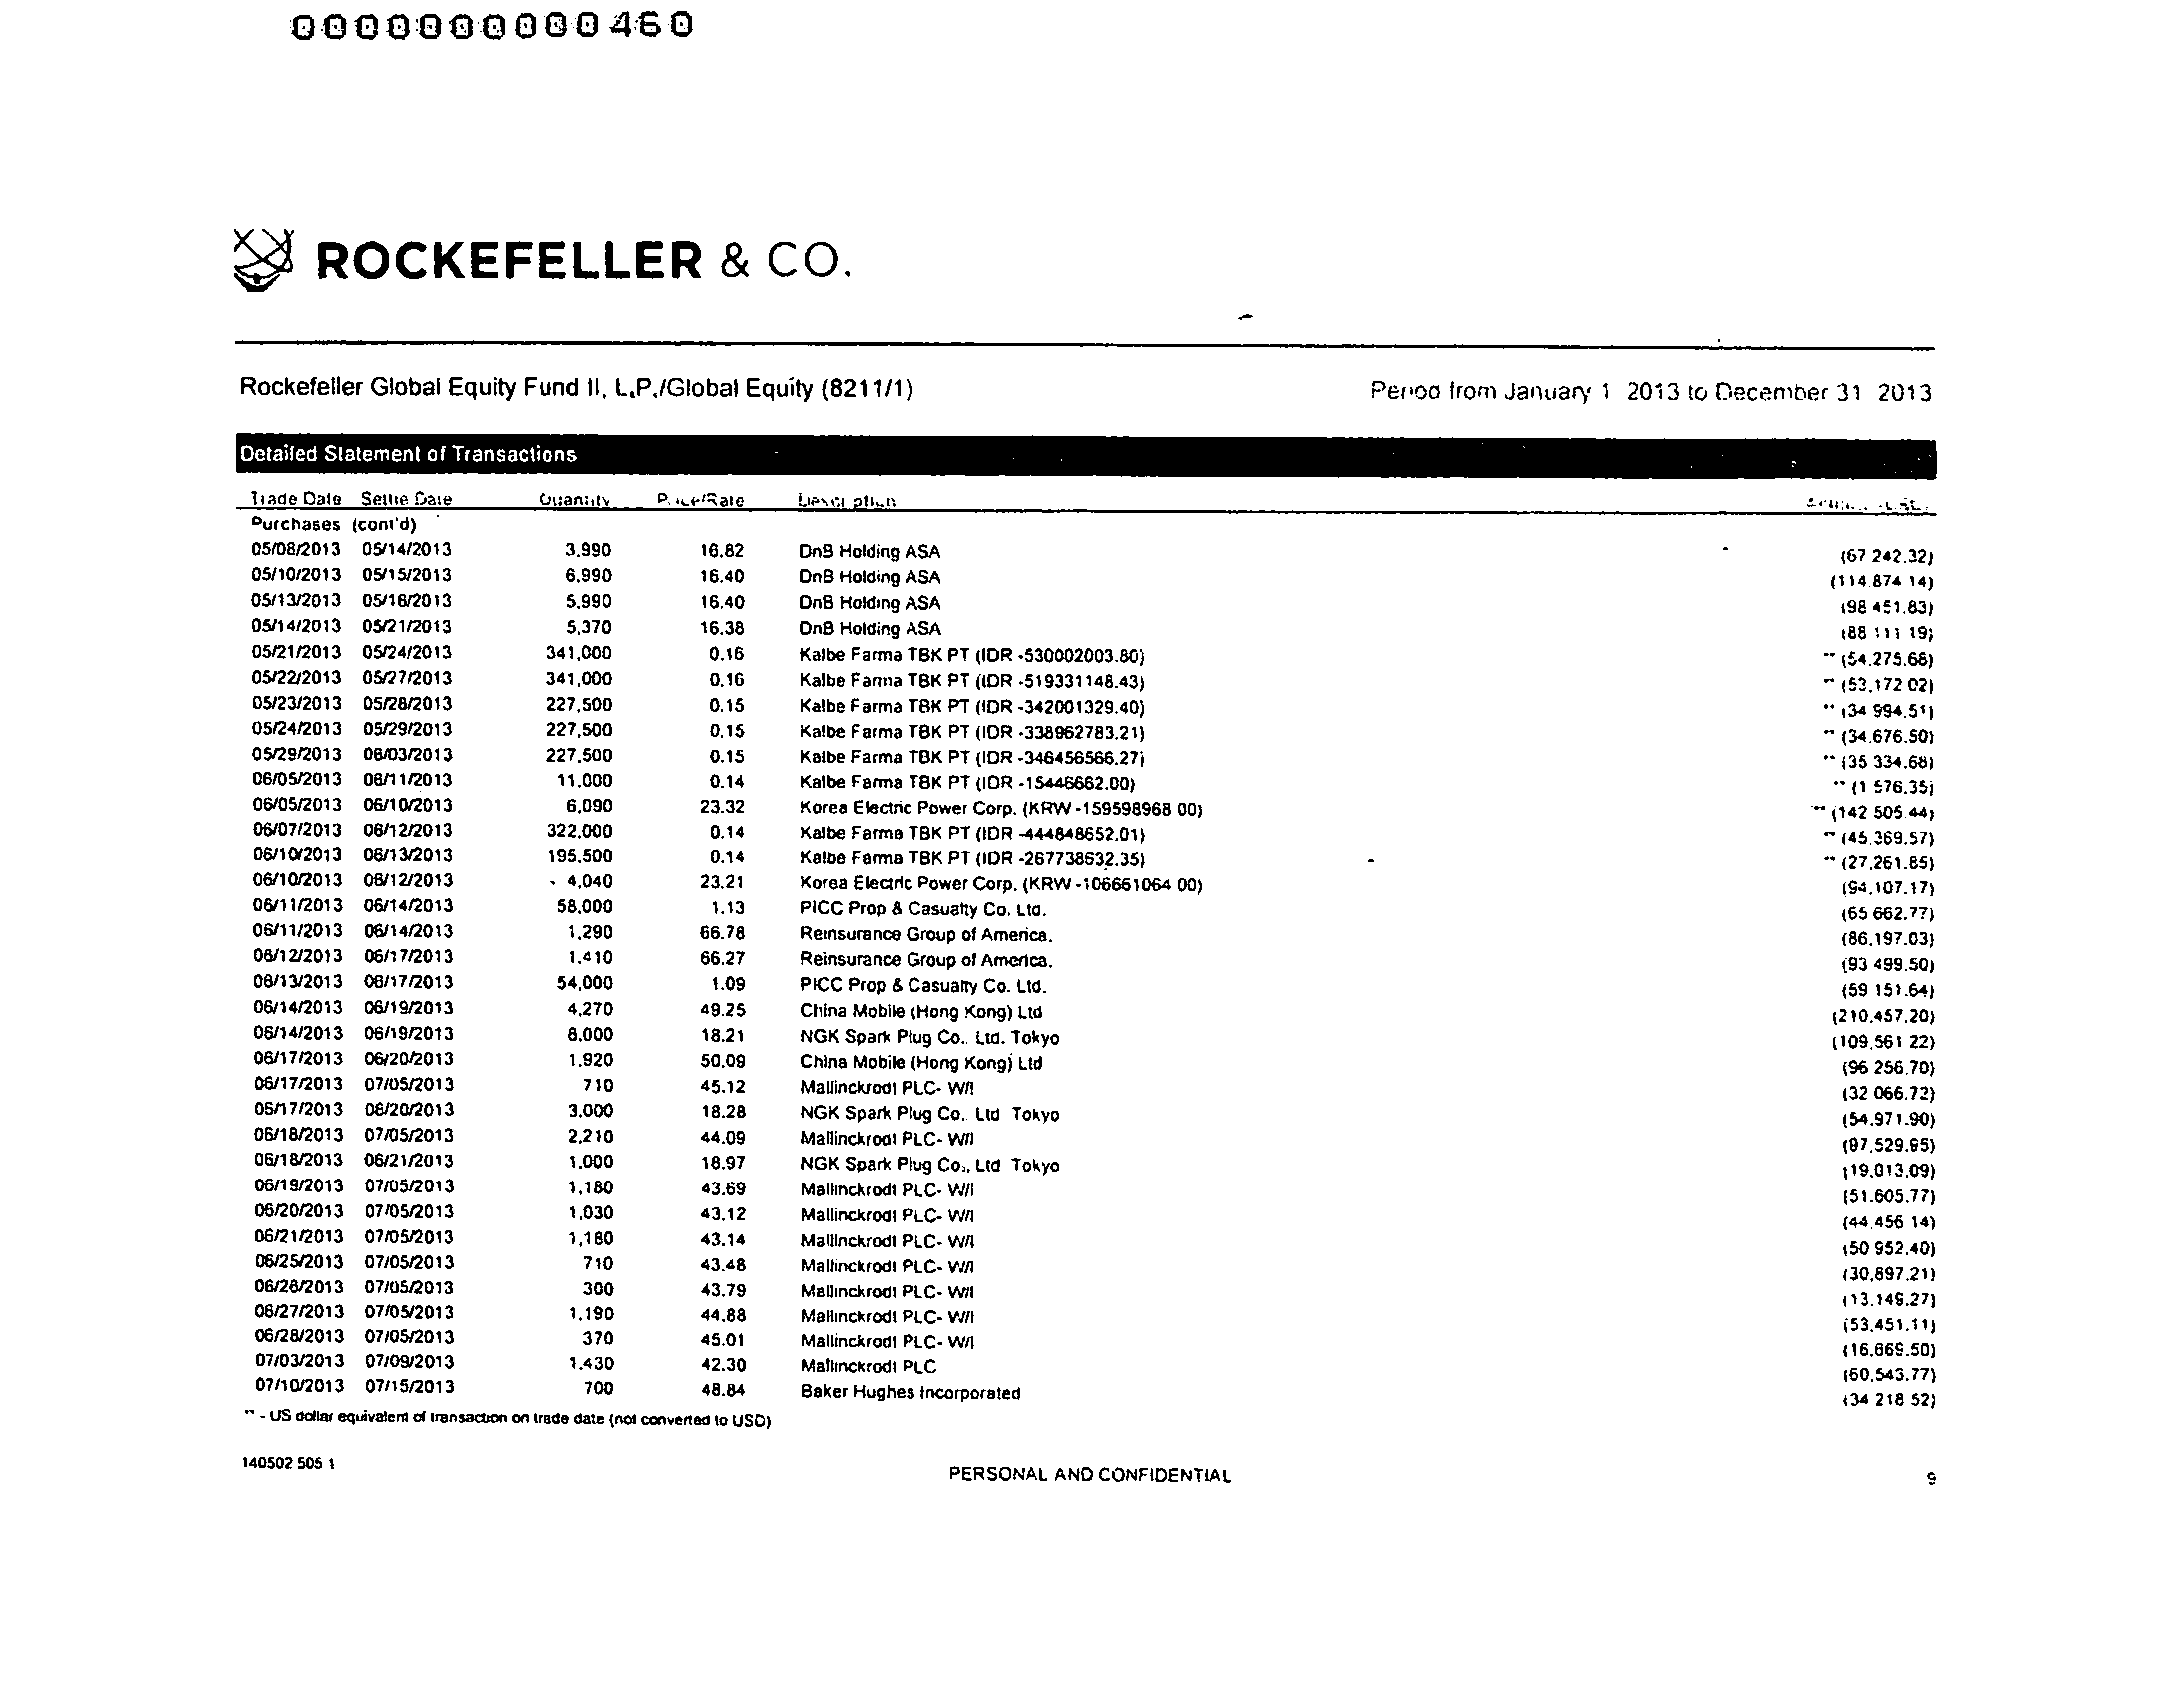 0000000000460
ROCKEFELLER & CO.
Rockefeller Global Equity Fund II, L.P./Global Equity (8211/1) Period from January 1 2013 to December 31 2013
Detailed Statement of Transactions
Trade Date Settle Date Quantity Price/Rate Description
Purchases (cont'd)
05/08/2013 05/14/2013 3,990 16.82 DnB Holding ASA (67 242.32)
05/10/2013 05/15/2013 6,990 16.40 DnB Holding ASA (114.874 14)
05/13/2013 05/16/2013 5,990 16.40 DnB Holding ASA (98 451.83)
05/14/2013 05/21/2013 5,370 16.38 DnB Holding ASA (88 111 19)
05/21/2013 05/24/2013 341,000 0.16 Kalbe Farma TBK PT (IDR -530002003.80) ** (54.275.68)
05/22/2013 05/27/2013 341,000 0.16 Kalbe Farma TBK PT (IDR -519331148.43) ** (53,172 02)
05/23/2013 05/28/2013 227,500 0.15 Kalbe Farma TBK PT (IDR -342001329.40) ** (34 994.51)
05/24/2013 05/29/2013 227,500 0.15 Kalbe Farma TBK PT (IDR -338962783.21) ** (34.676.50)
05/29/2013 06/03/2013 227,500 0.15 Kalbe Farma TBK PT (IDR -346456566.27) ** (35 334.68)
06/05/2013 06/11/2013 11,000 0.14 Kalbe Farma TBK PT (IDR -15446662.00) ** (1 576.35)
06/05/2013 06/10/2013 6,090 23.32 Korea Electric Power Corp. (KRW -159598968 00) ** (142 505.44)
06/07/2013 06/12/2013 322,000 0.14 Kalbe Farma TBK PT (IDR -444848652.01) ** (45.369.57)
06/10/2013 06/13/2013 195,500 0.14 Kalbe Farma TBK PT (IDR -267738632.35) ** (27,261.85)
06/10/2013 06/12/2013 4,040 23.21 Korea Electric Power Corp. (KRW -106661064 00) (94,107.17)
06/11/2013 06/14/2013 58,000 1.13 PICC Prop & Casualty Co. Ltd. (65 662.77)
06/11/2013 06/14/2013 1,290 66.78 Reinsurance Group of America. (86,197.03)
06/12/2013 06/17/2013 1,410 66.27 Reinsurance Group of America. (93 499.50)
06/13/2013 06/17/2013 54,000 1.09 PICC Prop & Casualty Co. Ltd. (59 151.64)
06/14/2013 06/19/2013 4,270 49.25 China Mobile (Hong Kong) Ltd (210,457.20)
06/14/2013 06/19/2013 6,000 18.21 NGK Spark Plug Co., Ltd. Tokyo (109,561 22)
06/17/2013 06/20/2013 1,920 50.09 China Mobile (Hong Kong) Ltd (96 256.70)
06/17/2013 07/05/2013 710 45.12 Mallinckrodt PLC- W/I (32 066.72)
06/17/2013 06/20/2013 3,000 18.28 NGK Spark Plug Co., Ltd Tokyo (54,971.90)
06/18/2013 07/05/2013 2,210 44.09 Mallinckrodt PLC- W/I (97,529.95)
06/18/2013 06/21/2013 1,000 18.97 NGK Spark Plug Co., Ltd Tokyo (19,013.09)
06/19/2013 07/05/2013 1,180 43.69 Mallinckrodt PLC- W/I (51.605.77)
06/20/2013 07/05/2013 1,030 43.12 Mallinckrodt PLC- W/I (44,456 14)
06/21/2013 07/05/2013 1,180 43.14 Mallinckrodt PLC- W/I (50 952.40)
06/25/2013 07/05/2013 710 43.48 Mallinckrodt PLC- W/I (30,897.21)
06/26/2013 07/05/2013 300 43.79 Mallinckrodt PLC- W/I (13.149.27)
06/27/2013 07/05/2013 1,190 44.88 Mallinckrodt PLC- W/I (53,451.11)
06/28/2013 07/05/2013 370 45.01 Mallinckrodt PLC- W/I (16.669.50)
07/03/2013 07/09/2013 1,430 42.30 Mallinckrodt PLC (60,543.77)
07/10/2013 07/15/2013 700 48.84 Baker Hughes Incorporated (34 218 52)
** - US dollar equivalent of transaction on trade date (not converted to USD)
140502 505 1 PERSONAL AND CONFIDENTIAL 9